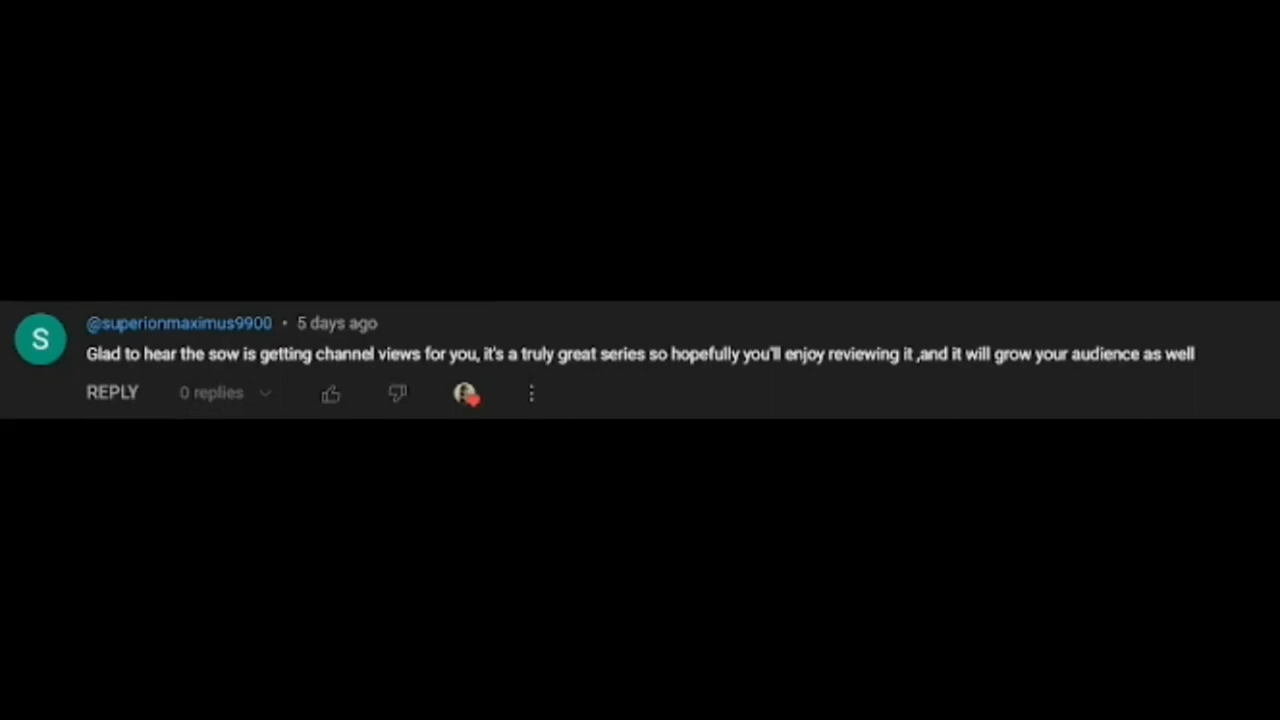 S
@superionmaximus9900 • 5 days ago
Glad to hear the sow is getting channel views for you, it's a truly great series so hopefully you'll enjoy reviewing it ,and it will grow your audience as well
REPLY 0 replies